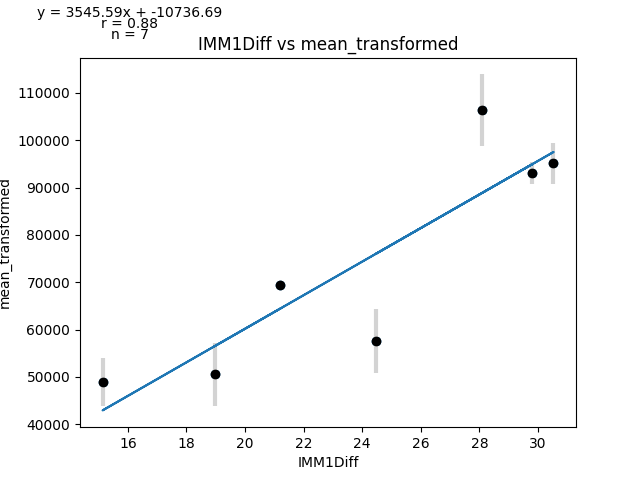 y = 3545.59x + -10736.69
r = 0.88
n = 7
IMM1Diff vs mean_transformed
110000
100000
90000
80000
70000
60000
50000
40000
mean_transformed
16 18 20 22 24 26 28 30
IMM1Diff